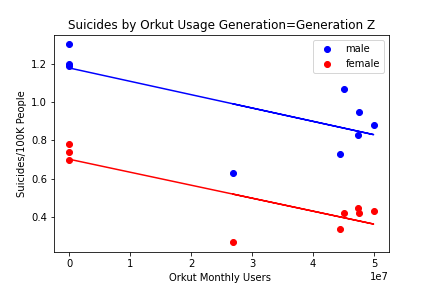 Suicides by Orkut Usage Generation=Generation Z
male
female
Suicides/100K People
1.2
1.0
0.8
0.6
0.4
0 1 2 3 4 5
1e7
Orkut Monthly Users